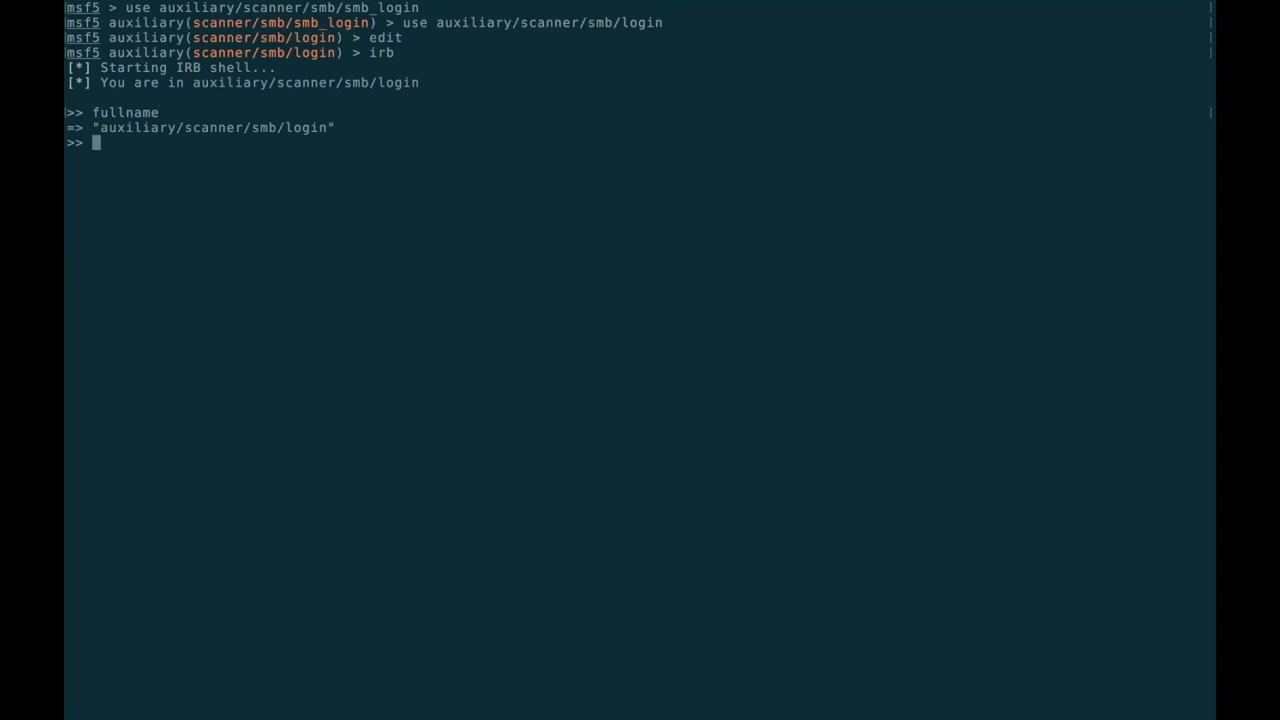 msf5 > use auxiliary/scanner/smb/smb_login
msf5 auxiliary(scanner/smb/smb_login) > use auxiliary/scanner/smb/login
msf5 auxiliary(scanner/smb/login) > edit
msf5 auxiliary(scanner/smb/login) > irb
[*] Starting IRB shell...
[*] You are in auxiliary/scanner/smb/login
>> fullname
=> "auxiliary/scanner/smb/login"
>>